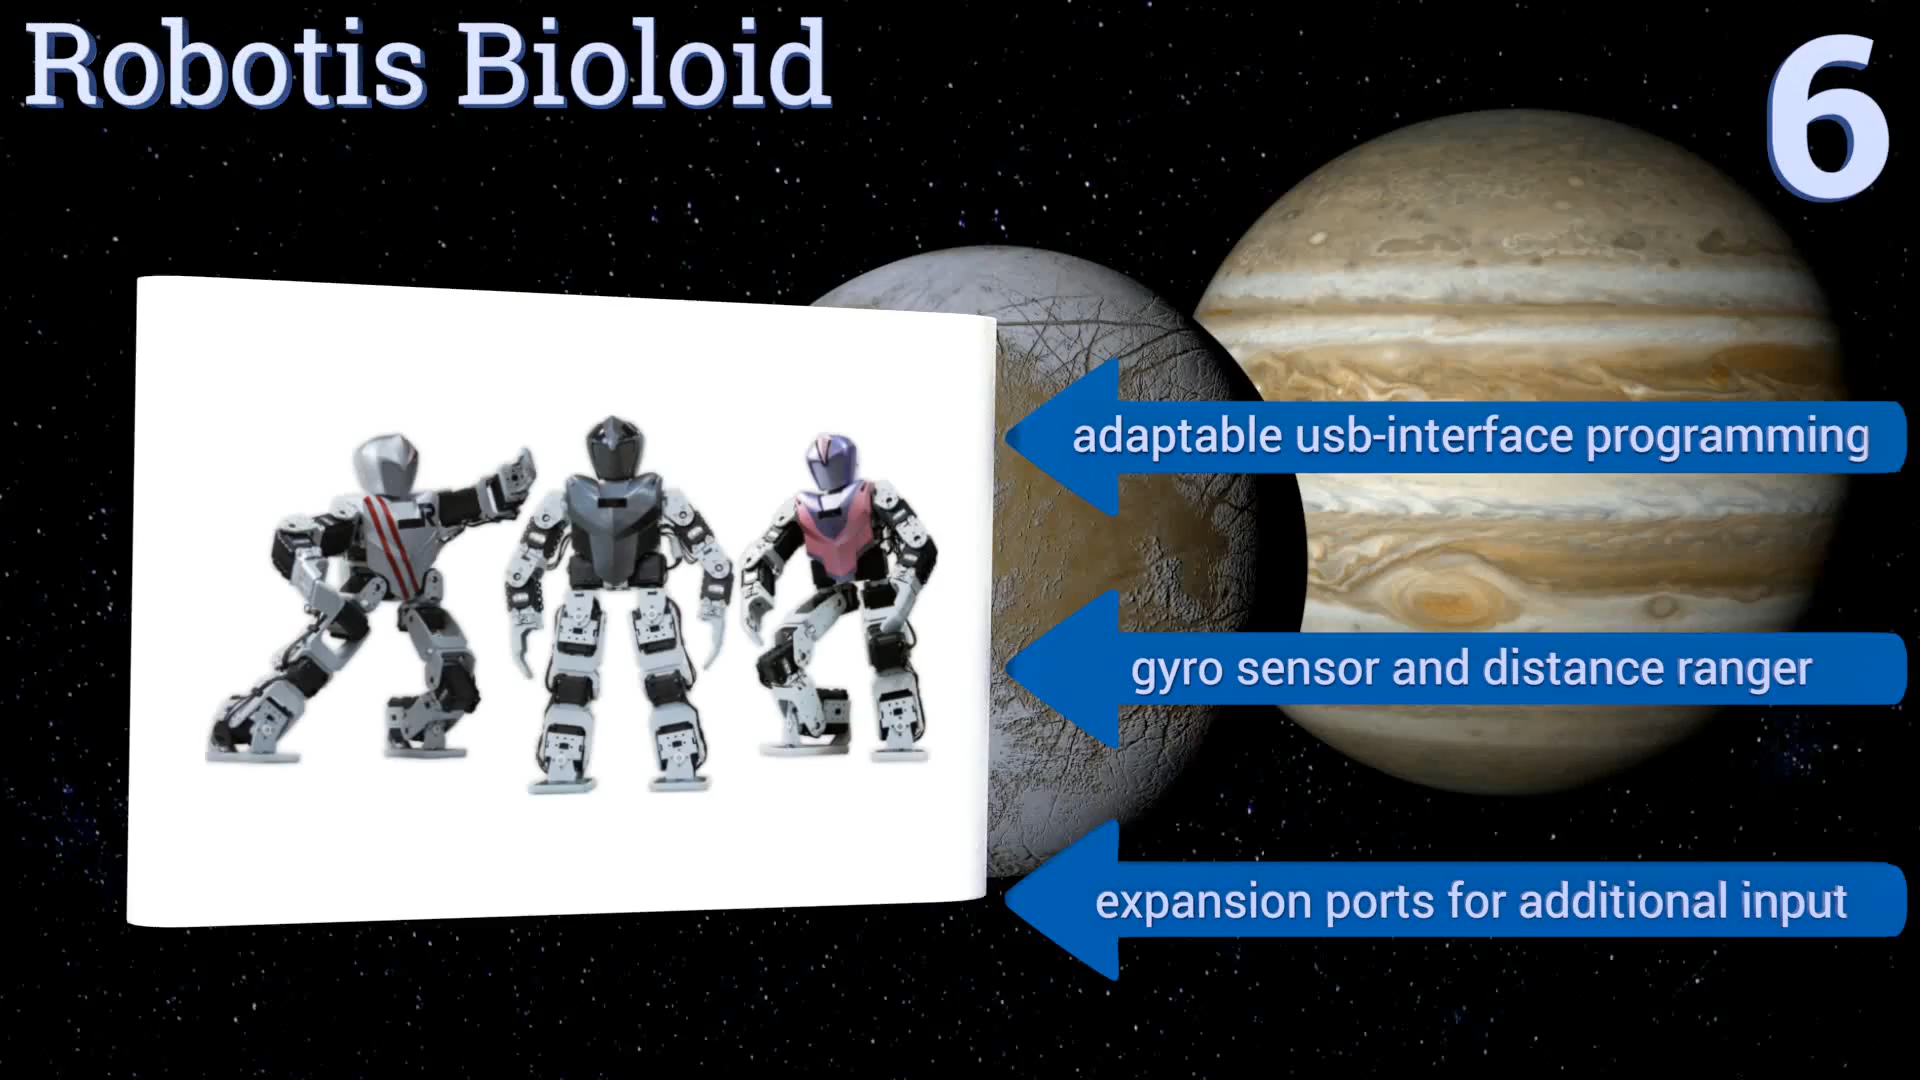 Robotis Bioloid
6
adaptable usb-interface programming
gyro sensor and distance ranger
expansion ports for additional input
R